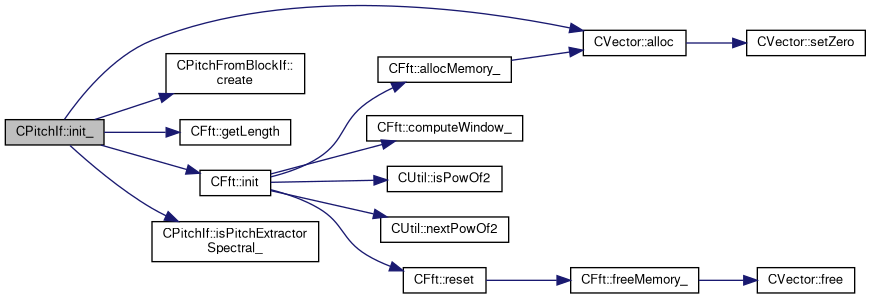 CPitchIf::init_
CPitchFromBlockIf::
create
CFft::getLength
CFft::init
CPitchIf::isPitchExtractor
Spectral_
CFft::allocMemory_
CFft::computeWindow_
CUtil::isPowOf2
CUtil::nextPowOf2
CFft::reset
CVector::alloc
CVector::setZero
CFft::freeMemory_
CVector::free